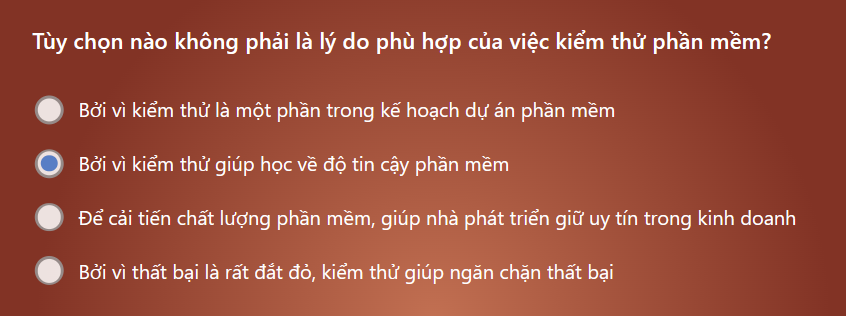 Tùy chọn nào không phải là lý do phù hợp của việc kiểm thử phần mềm?
Bởi vì kiểm thử là một phần trong kế hoạch dự án phần mềm
Bởi vì kiểm thử giúp học về độ tin cậy phần mềm
Để cải tiến chất lượng phần mềm, giúp nhà phát triển giữ uy tín trong kinh doanh
Bởi vì thất bại là rất đắt đỏ, kiểm thử giúp ngăn chặn thất bại